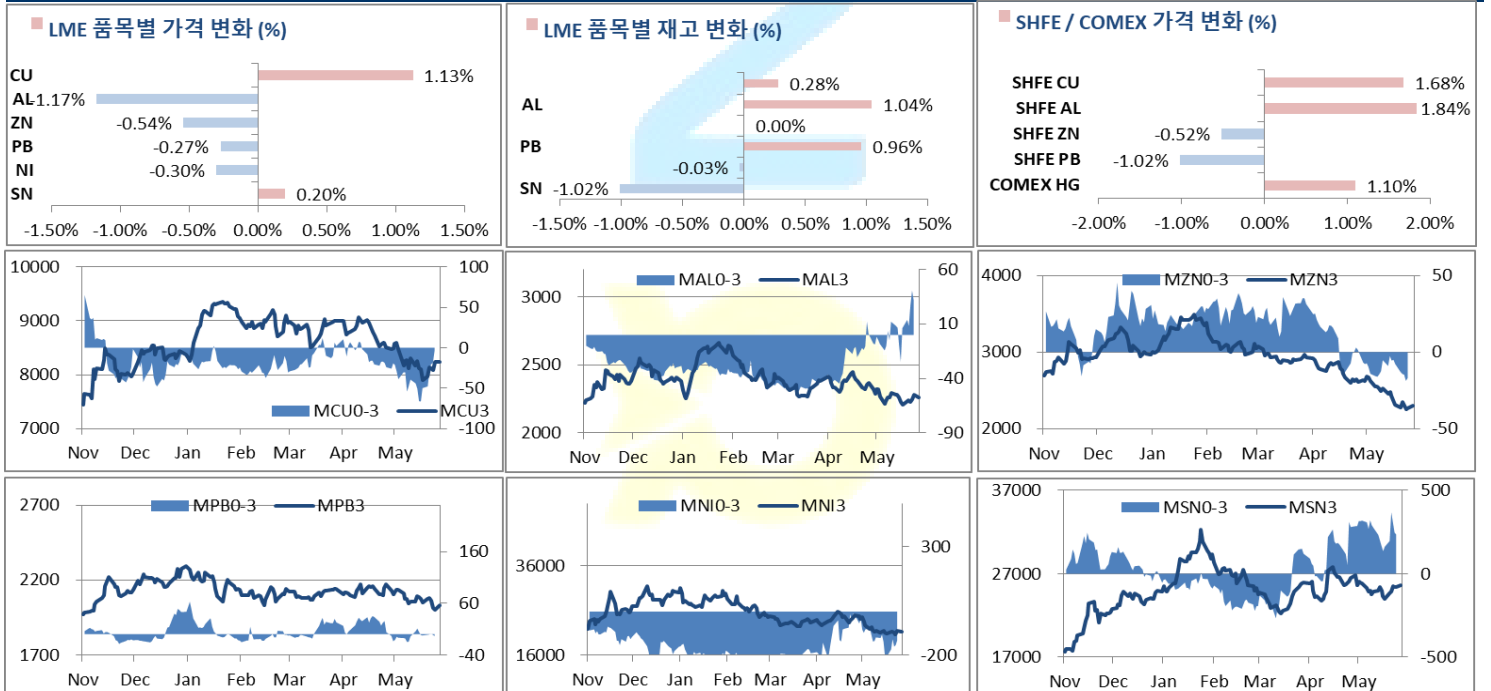 LME 품목별 가격 변화 (%)
CU
1.13%
AL
-1.17%
ZN
-0.54%
PB
-0.27%
NI
-0.30%
SN
0.20%
-1.50% -1.00% -0.50% 0.00% 0.50% 1.00% 1.50%
LME 품목별 재고 변화 (%)
0.28%
AL
1.04%
0.00%
PB
0.96%
-0.03%
SN
-1.02%
-1.50% -1.00% -0.50% 0.00% 0.50% 1.00% 1.50%
SHFE / COMEX 가격 변화 (%)
SHFE CU
1.68%
SHFE AL
1.84%
SHFE ZN
-0.52%
SHFE PB
-1.02%
COMEX HG
1.10%
-2.00% -1.00% 0.00% 1.00% 2.00%
10000 100
9000 50
8000 0
-50
7000 -100
MCU0-3 MCU3
Nov Dec Jan Feb Mar Apr May
MAL0-3 MAL3
60
3000
10
2500
-40
2000 -90
Nov Dec Jan Feb Mar Apr May
MZN0-3 MZN3
4000 50
3000 0
2000 -50
Nov Dec Jan Feb Mar Apr May
MPB0-3 MPB3
2700
160
2200
60
1700 -40
Nov Dec Jan Feb Mar Apr May
MNI0-3 MNI3
300
36000
16000 -200
Nov Dec Jan Feb Mar Apr May
MSN0-3 MSN3
37000 500
27000 0
17000 -500
Nov Dec Jan Feb Mar Apr May